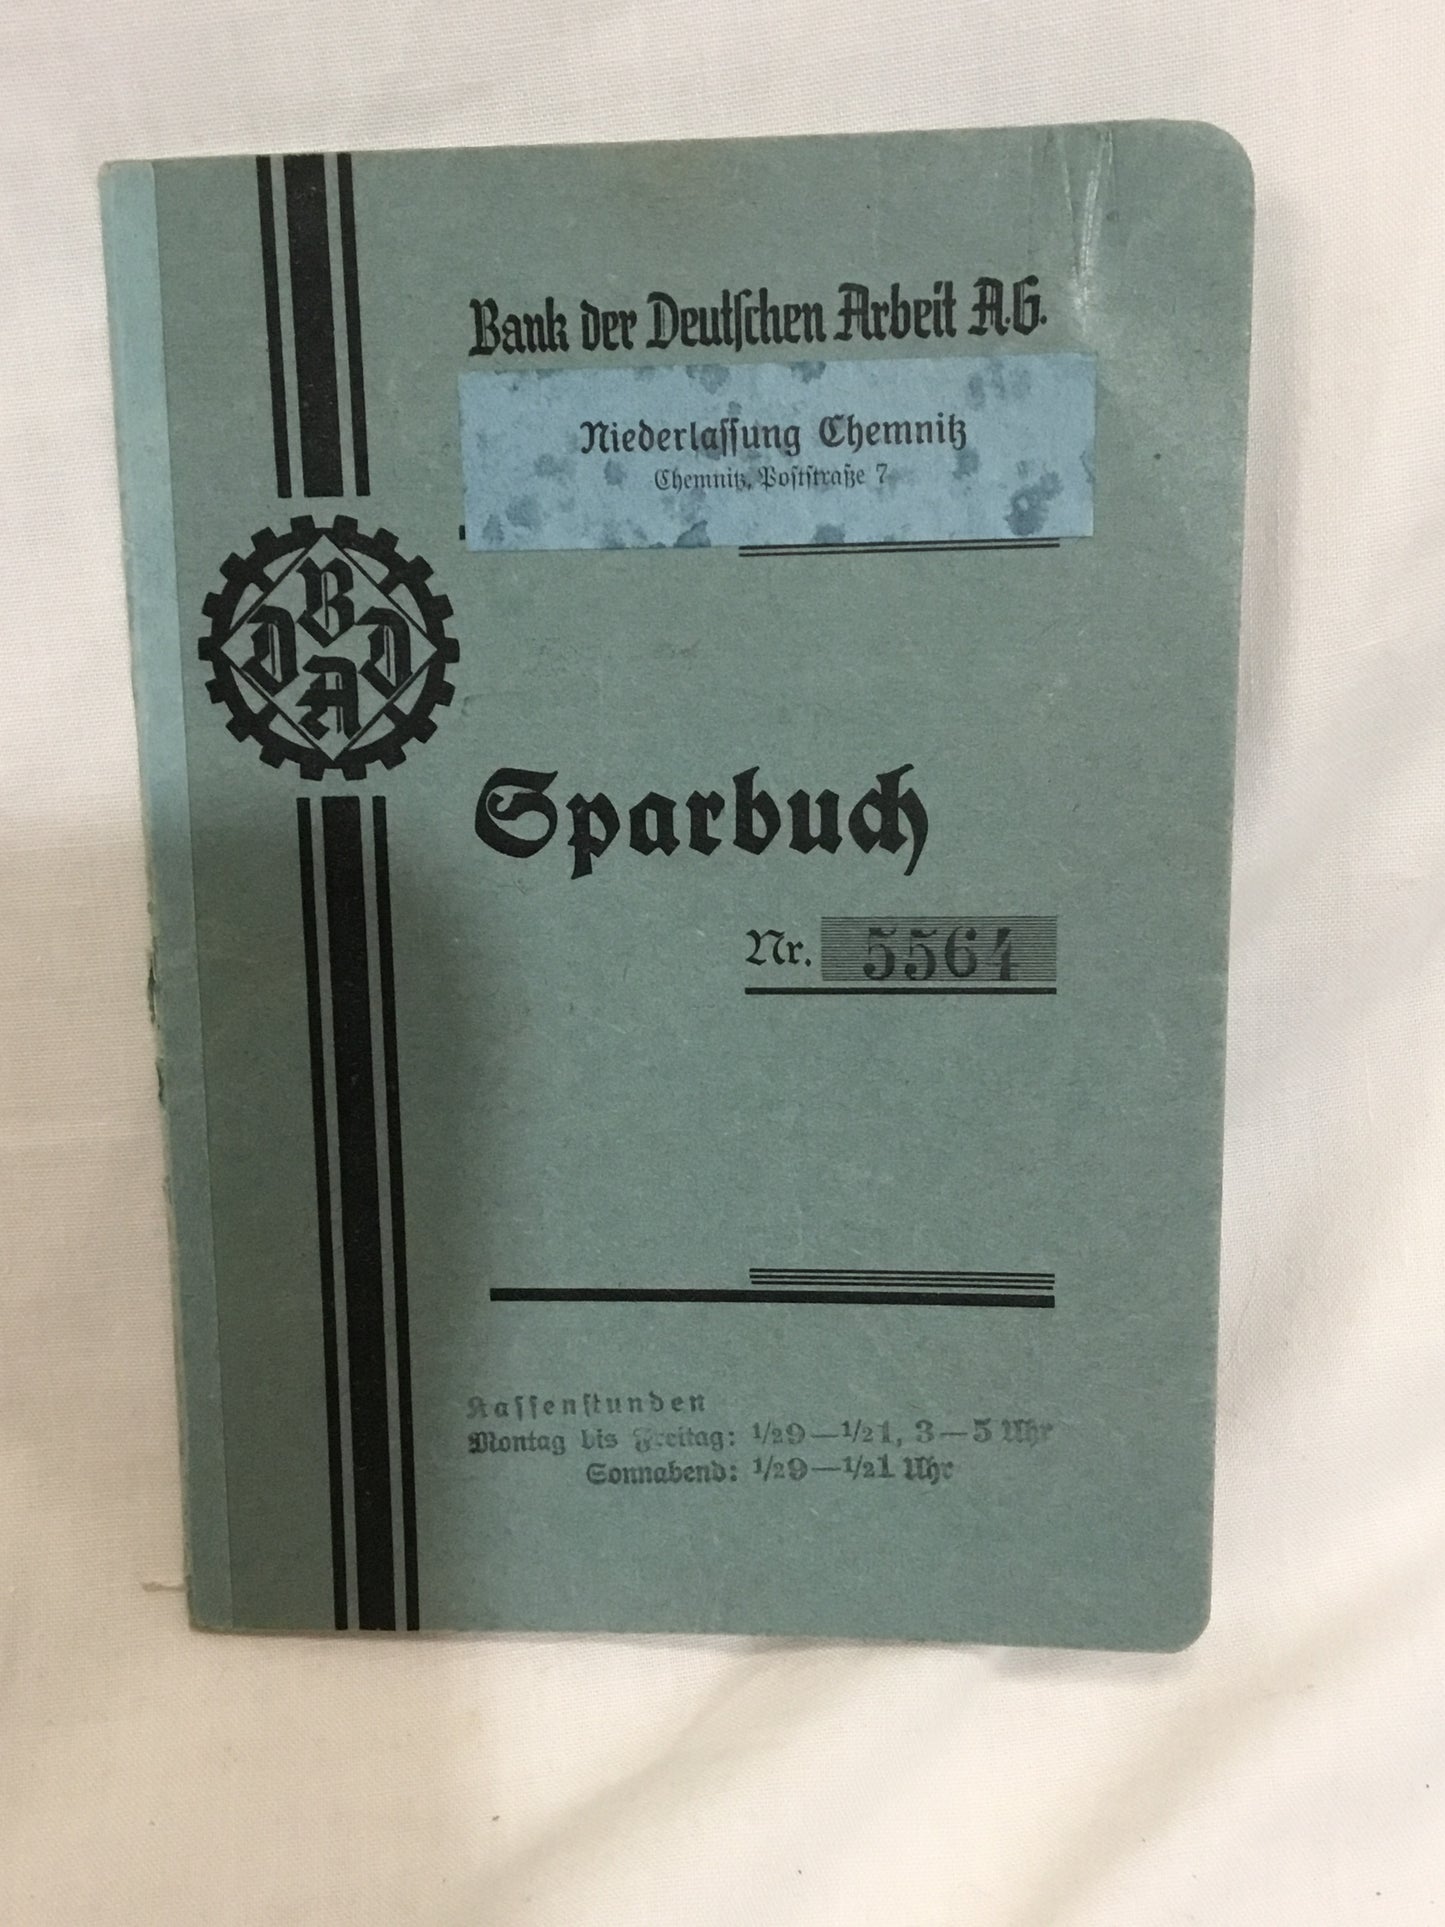 Bank der Deutschen Arbeit A.G.
Niederlassung Chemnitz
Chemnitz, Poststraße 7
B
D D
A
Sparbuch
Nr. 5564
Kassenstunden
Montag bis Freitag: 1/29—1/21, 3—5 Uhr
Sonnabend: 1/29—1/21 Uhr